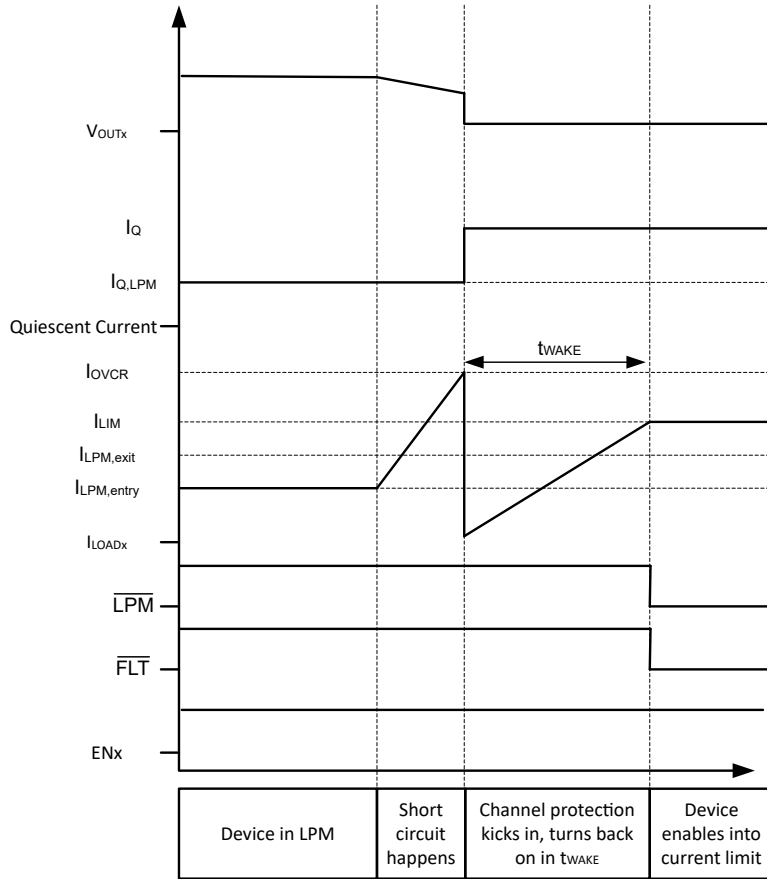 VOUTx
IQ
IQ,LPM
Quiescent Current
tWAKE
IOVCR
ILIM
ILPM,exit
ILPM,entry
ILOADx
LPM
FLT
ENx
Device in LPM
Short
circuit
happens
Channel protection
kicks in, turns back
on in tWAKE
Device
enables into
current limit